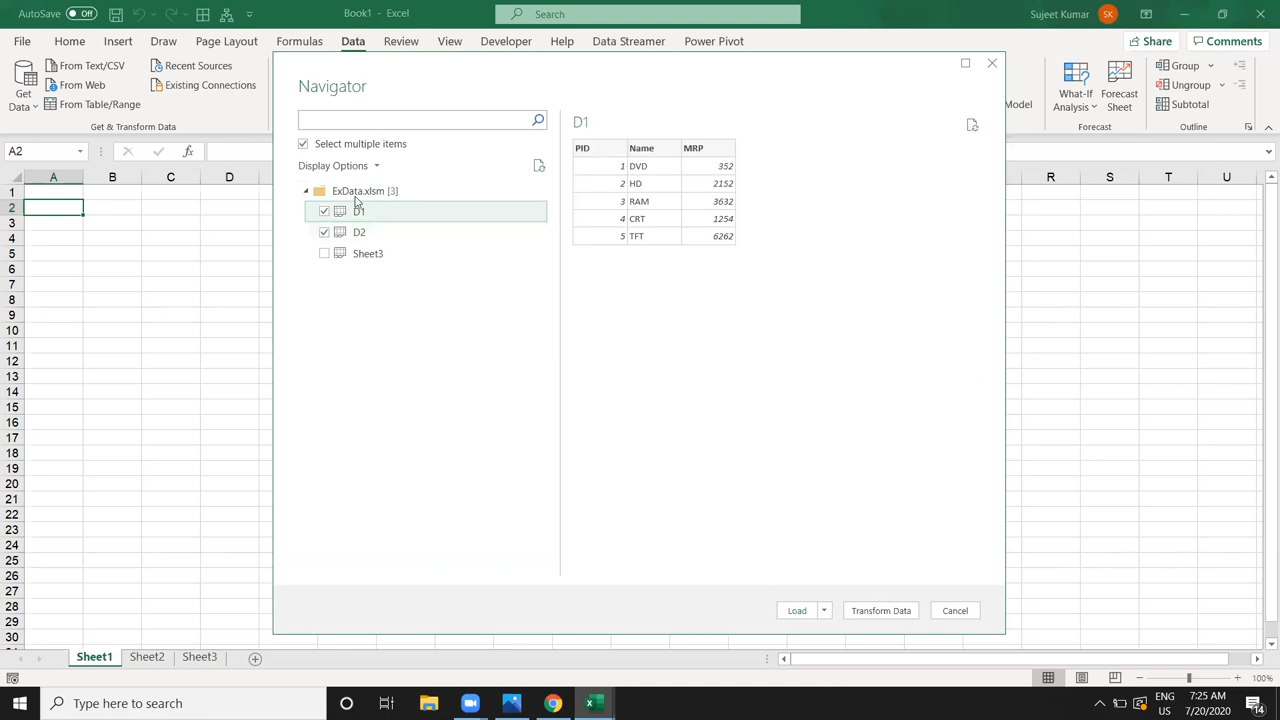 AutoSave Off Book1 - Excel Search Sujeet Kumar SK
File Home Insert Draw Page Layout Formulas Data Review View Developer Help Data Streamer Power Pivot Share Comments
Get Data From Text/CSV From Web From Table/Range Recent Sources Existing Connections
Get & Transform Data
Model What-If Analysis Forecast Sheet Forecast
Group Ungroup Subtotal Outline
A2 fx
A B C D R S T U
1
2
3
4
5
6
7
8
9
10
11
12
13
14
15
16
17
18
19
20
21
22
23
24
25
26
27
28
29
30
Navigator
Select multiple items
Display Options
ExData.xlsm [3]
D1
D2
Sheet3
D1
PID Name MRP
1 DVD 352
2 HD 2152
3 RAM 3632
4 CRT 1254
5 TFT 6262
Load Transform Data Cancel
Sheet1 Sheet2 Sheet3
100%
Type here to search
ENG US
7:25 AM
7/20/2020
14